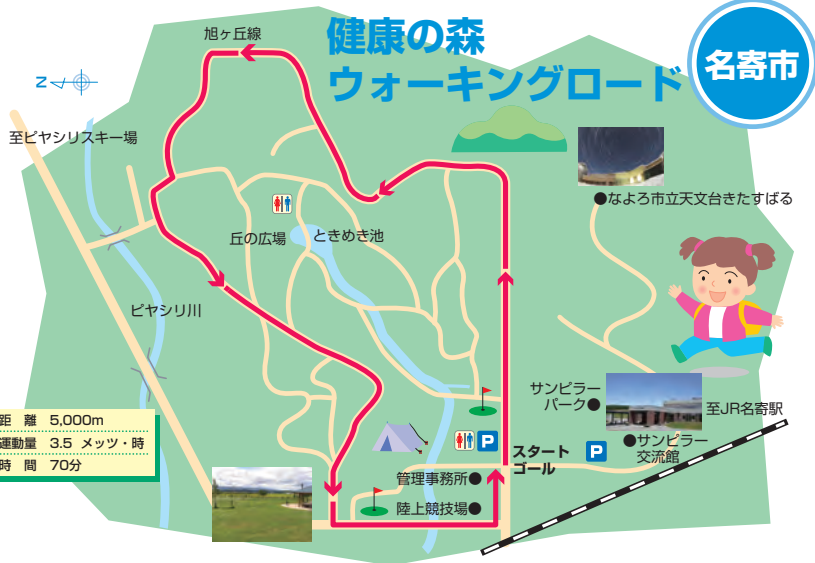 健康の森
ウォーキングロード
名寄市
旭ヶ丘線
Z
至ピヤシリスキー場
なよろ市立天文台きたすばる
丘の広場
ときめき池
ピヤシリ川
サンピラー
パーク
至JR名寄駅
サンピラー
交流館
P
P
スタート
ゴール
管理事務所
陸上競技場
距 離 5,000m
運動量 3.5 メッツ・時
時 間 70分